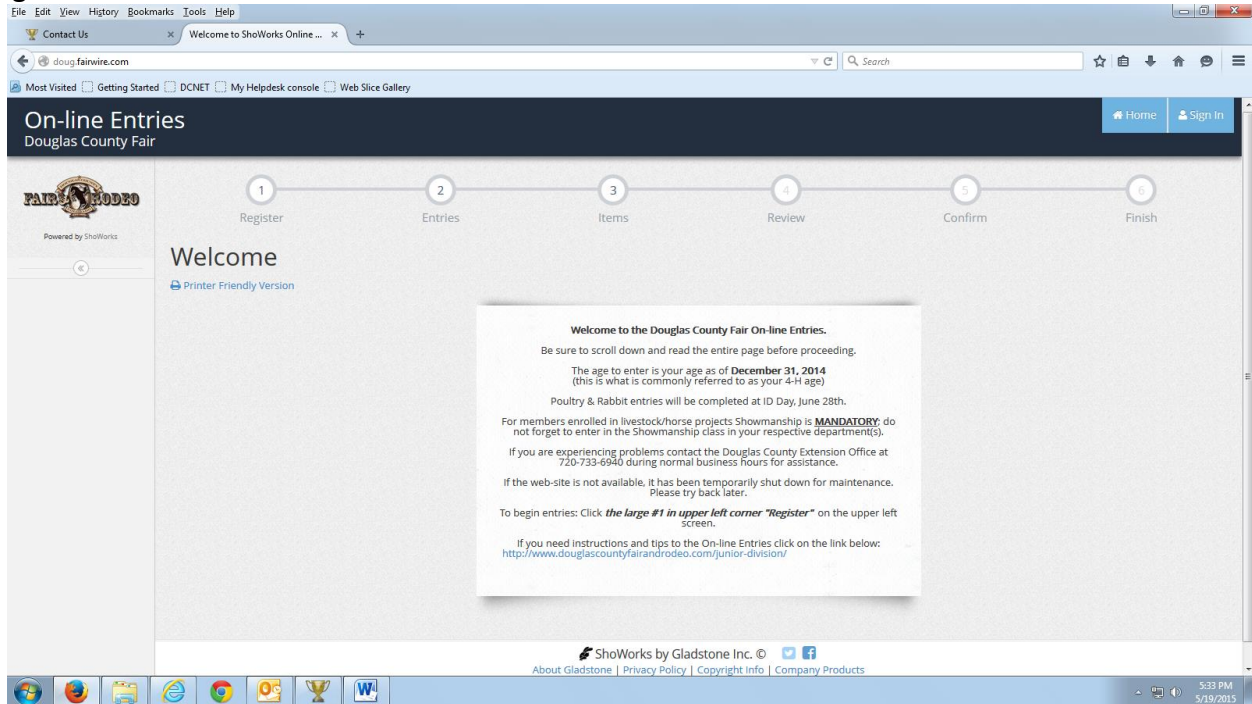 File Edit View History Bookmarks Tools Help
Contact Us × Welcome to ShoWorks Online ... × +
doug.fairwire.com Search
Most Visited Getting Started DCNET My Helpdesk console Web Slice Gallery
On-line Entries
Douglas County Fair
Home Sign In
FAIR & RODEO
Powered by ShoWorks
1 2 3 4 5 6
Register Entries Items Review Confirm Finish
Welcome
Printer Friendly Version
Welcome to the Douglas County Fair On-line Entries.
Be sure to scroll down and read the entire page before proceeding.
The age to enter is your age as of December 31, 2014
(this is what is commonly referred to as your 4-H age)
Poultry & Rabbit entries will be completed at ID Day, June 28th.
For members enrolled in livestock/horse projects Showmanship is MANDATORY; do
not forget to enter in the Showmanship class in your respective department(s).
If you are experiencing problems contact the Douglas County Extension Office at
720-733-6940 during normal business hours for assistance.
If the web-site is not available, it has been temporarily shut down for maintenance.
Please try back later.
To begin entries: Click the large #1 in upper left corner "Register" on the upper left
screen.
If you need instructions and tips to the On-line Entries click on the link below:
http://www.douglascountyfairandrodeo.com/junior-division/
ShoWorks by Gladstone Inc. ©
About Gladstone | Privacy Policy | Copyright Info | Company Products
5:33 PM
5/19/2015